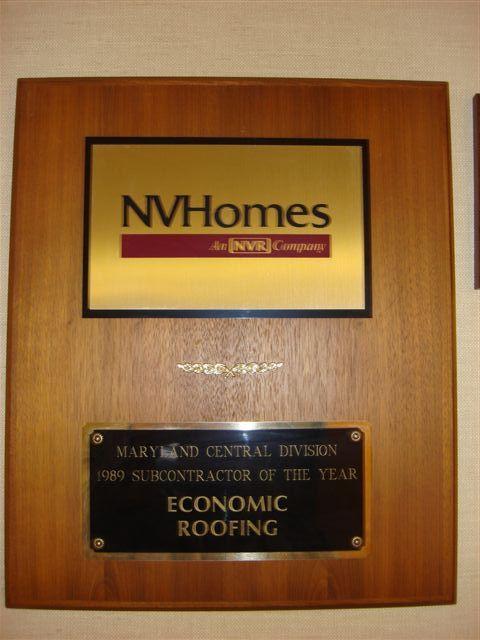 NVHomes
An NVR Company
MARYLAND CENTRAL DIVISION
1989 SUBCONTRACTOR OF THE YEAR
ECONOMIC
ROOFING